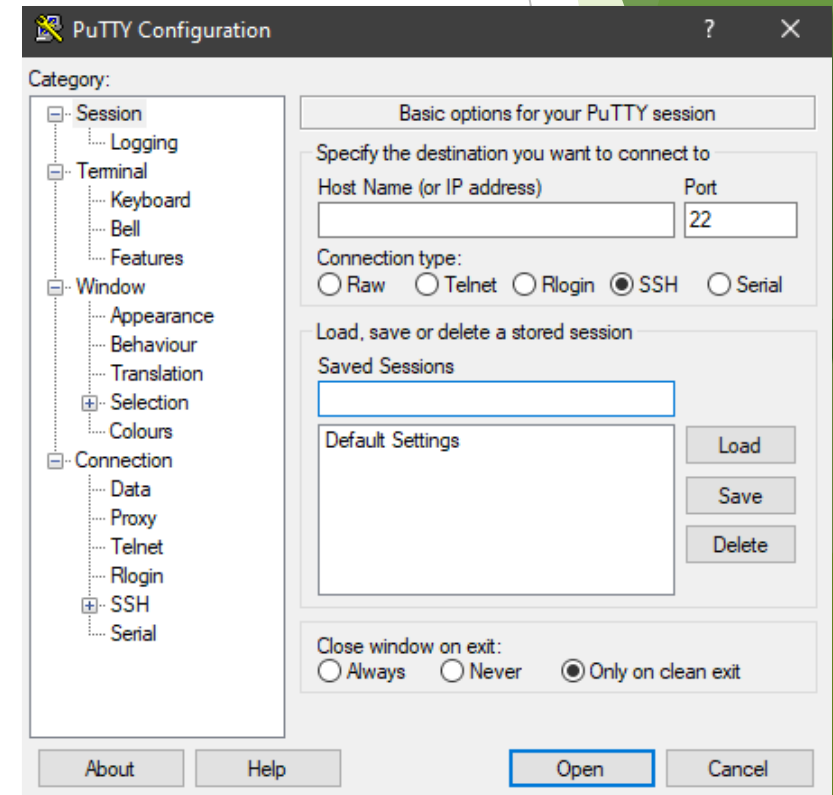 PuTTY Configuration
?
Category:
Session
Logging
Terminal
Keyboard
Bell
Features
Window
Appearance
Behaviour
Translation
Selection
Colours
Connection
Data
Proxy
Telnet
Rlogin
SSH
Serial
Basic options for your PuTTY session
Specify the destination you want to connect to
Host Name (or IP address) Port
22
Connection type:
Raw Telnet Rlogin SSH Serial
Load, save or delete a stored session
Saved Sessions
Default Settings
Load
Save
Delete
Close window on exit:
Always Never Only on clean exit
About Help Open Cancel